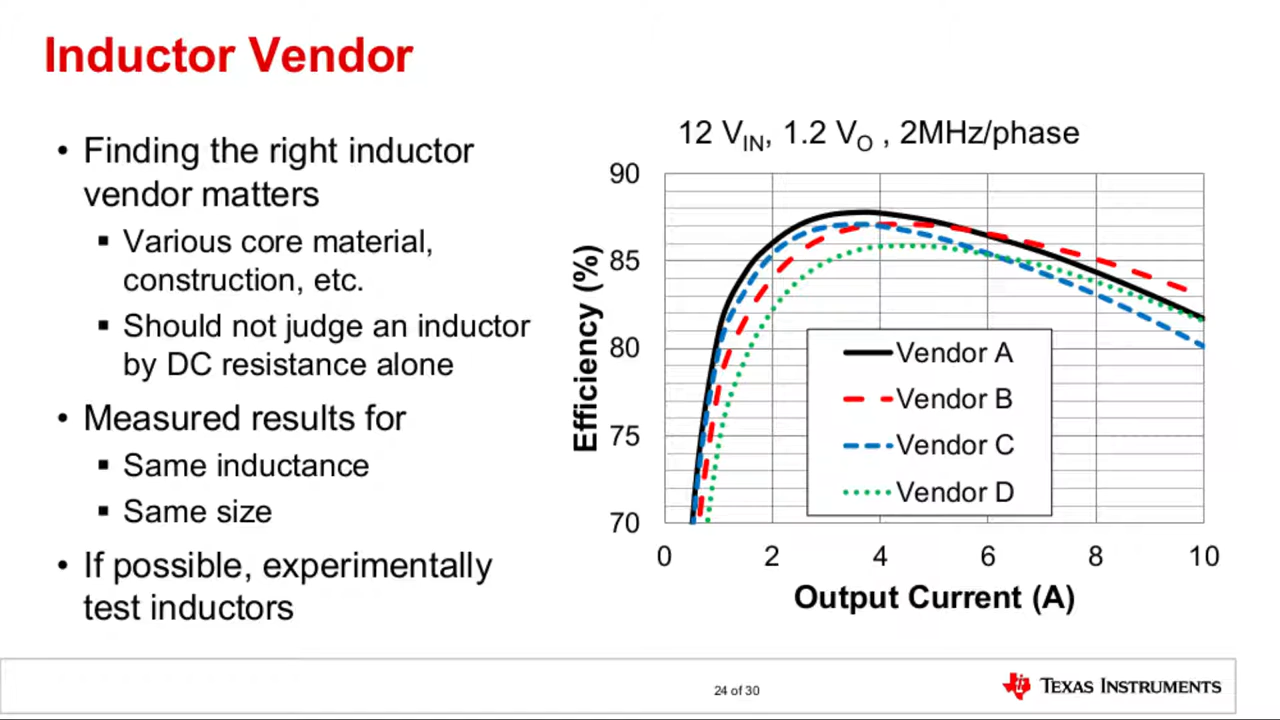 Inductor Vendor
• Finding the right inductor
vendor matters
▪ Various core material,
construction, etc.
▪ Should not judge an inductor
by DC resistance alone
• Measured results for
▪ Same inductance
▪ Same size
• If possible, experimentally
test inductors
12 VIN, 1.2 VO , 2MHz/phase
Efficiency (%)
90
85
80
75
70
Vendor A
Vendor B
Vendor C
Vendor D
0 2 4 6 8 10
Output Current (A)
24 of 30
TEXAS INSTRUMENTS